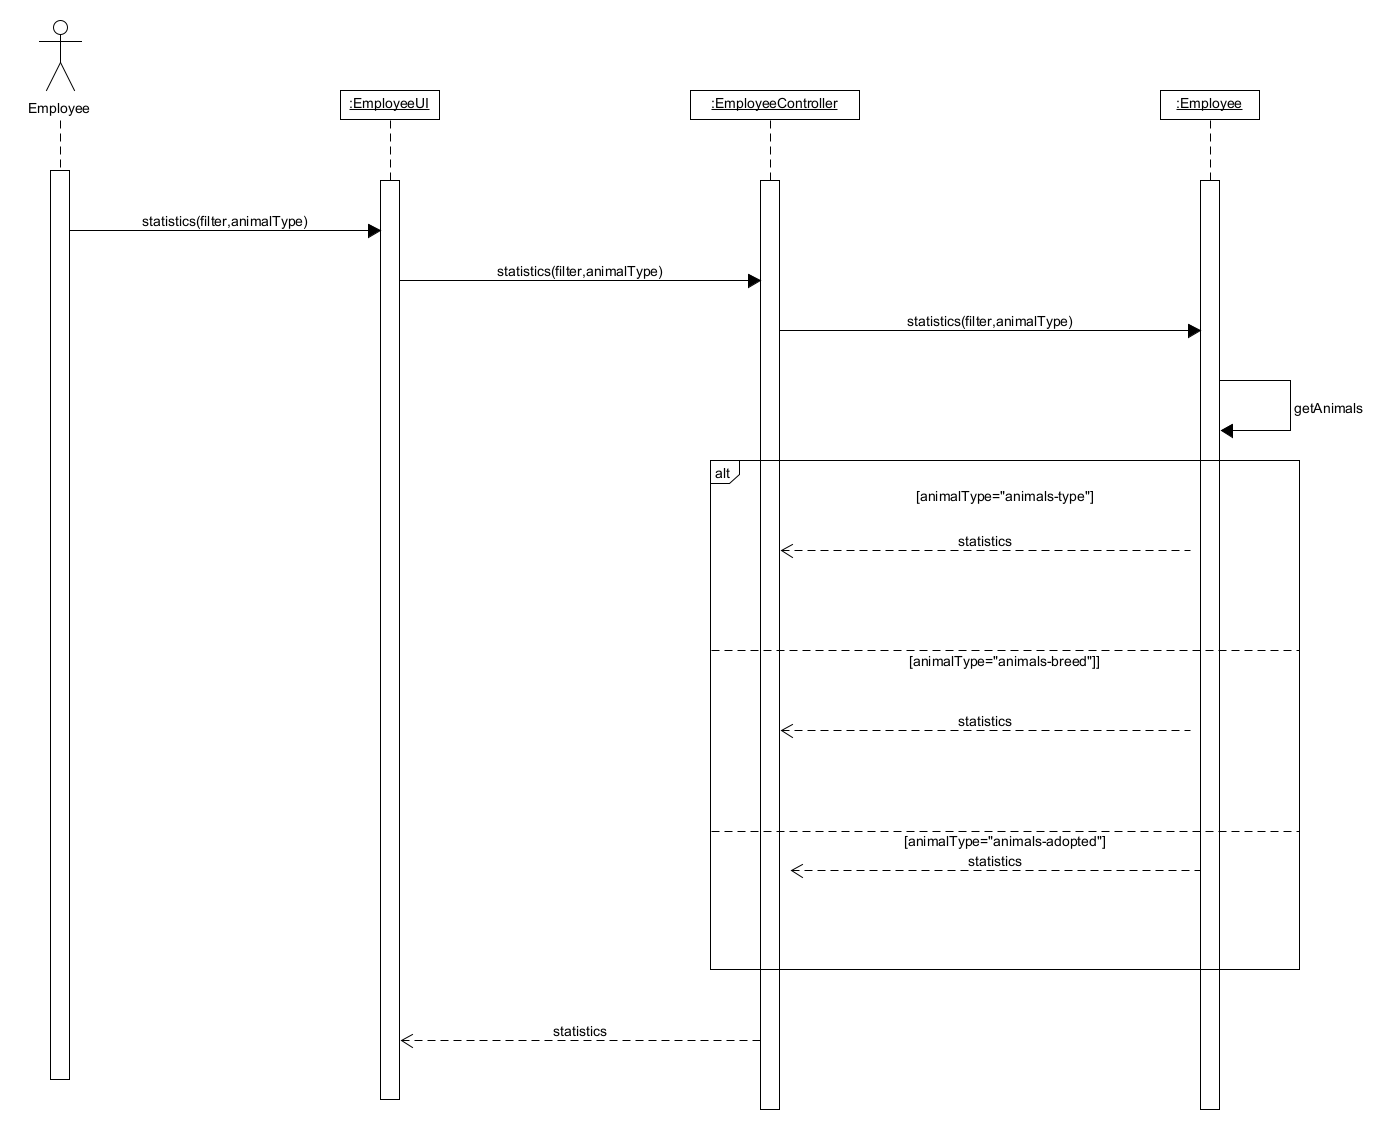 Employee
:EmployeeUI
:EmployeeController
:Employee
statistics(filter,animalType)
statistics(filter,animalType)
statistics(filter,animalType)
getAnimals
alt
[animalType="animals-type"]
statistics
[animalType="animals-breed"]]
statistics
[animalType="animals-adopted"]
statistics
statistics